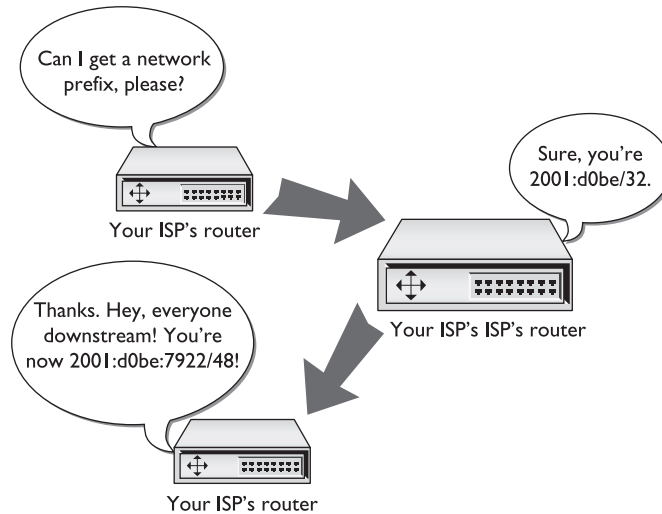 Can I get a network
prefix, please?
Your ISP's router
Sure, you're
2001:d0be/32.
Your ISP's ISP's router
Thanks. Hey, everyone
downstream! You're
now 2001:d0be:7922/48!
Your ISP's router